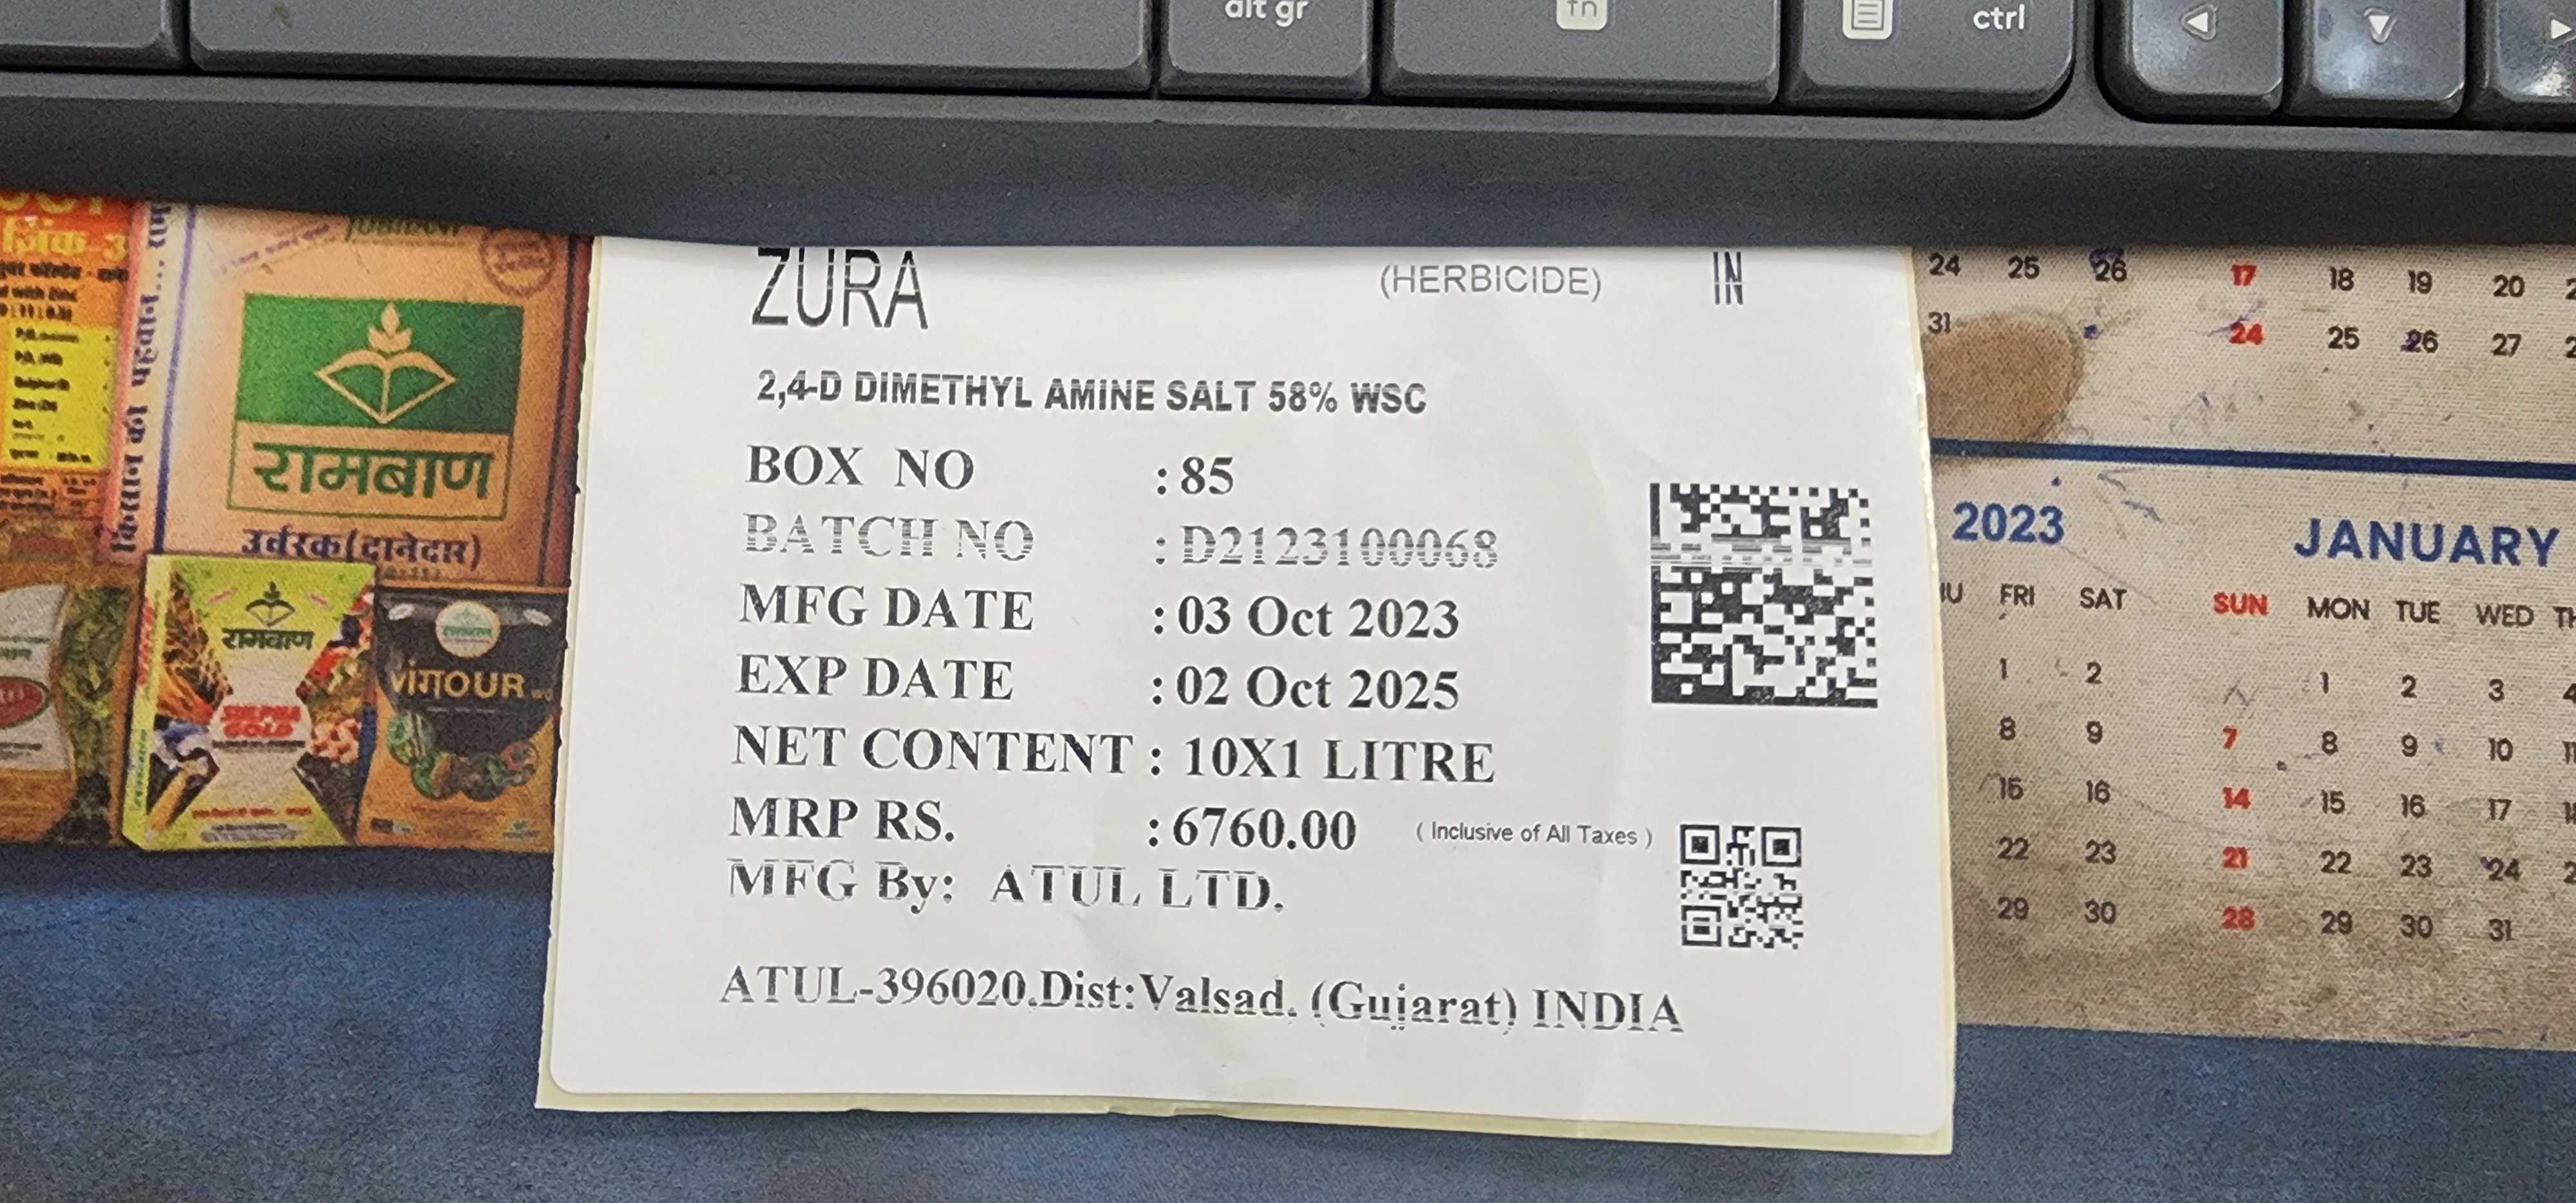 alt gr
fn
ctrl
ZURA (HERBICIDE) IN
2,4-D DIMETHYL AMINE SALT 58% WSC
BOX NO : 85
BATCH NO : D2123100068
MFG DATE : 03 Oct 2023
EXP DATE : 02 Oct 2025
NET CONTENT : 10X1 LITRE
MRP RS. : 6760.00 ( Inclusive of All Taxes )
MFG By: ATUL LTD.
ATUL-396020.Dist:Valsad. (Gujarat) INDIA
रामबाण
उर्वरक(दानेदार)
रामबाण
GOLD
VIGOUR
24 25 26 17 18 19 20
31 24 25 26 27
2023 JANUARY
FRI SAT SUN MON TUE WED
1 2 1 2 3
8 9 7 8 9 10
15 16 14 15 16 17
22 23 21 22 23 24
29 30 28 29 30 31